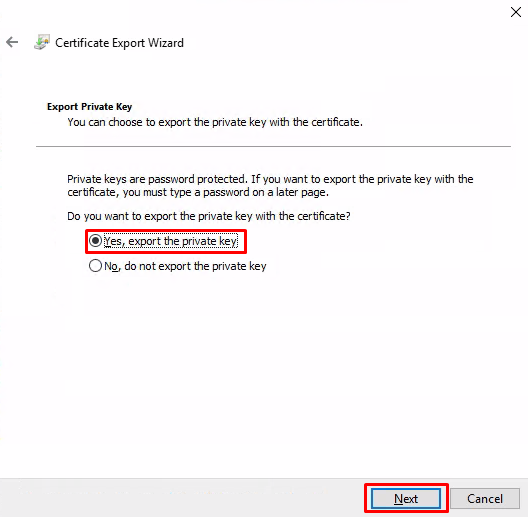 Certificate Export Wizard
Export Private Key
You can choose to export the private key with the certificate.
Private keys are password protected. If you want to export the private key with the
certificate, you must type a password on a later page.
Do you want to export the private key with the certificate?
Yes, export the private key
No, do not export the private key
Next
Cancel